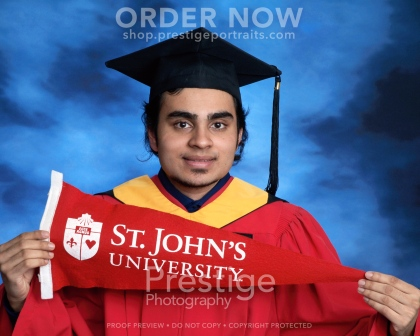 ORDER NOW
shop.prestigeportraits.com
ST. JOHN'S
UNIVERSITY
Prestige
Photography
PROOF PREVIEW • DO NOT COPY • COPYRIGHT PROTECTED